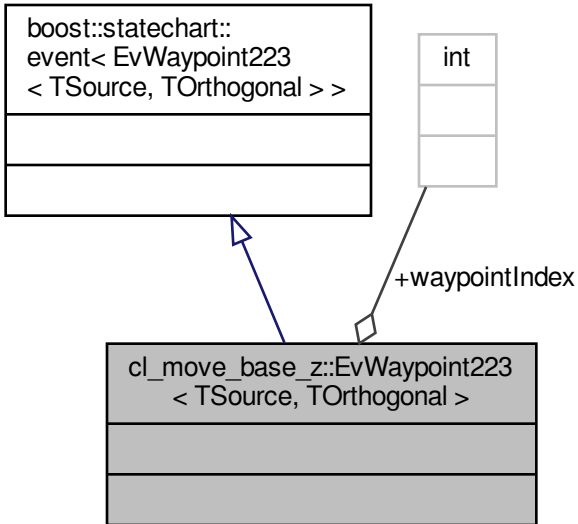 boost::statechart::
event< EvWaypoint223
< TSource, TOrthogonal > >
int
+waypointIndex
cl_move_base_z::EvWaypoint223
< TSource, TOrthogonal >